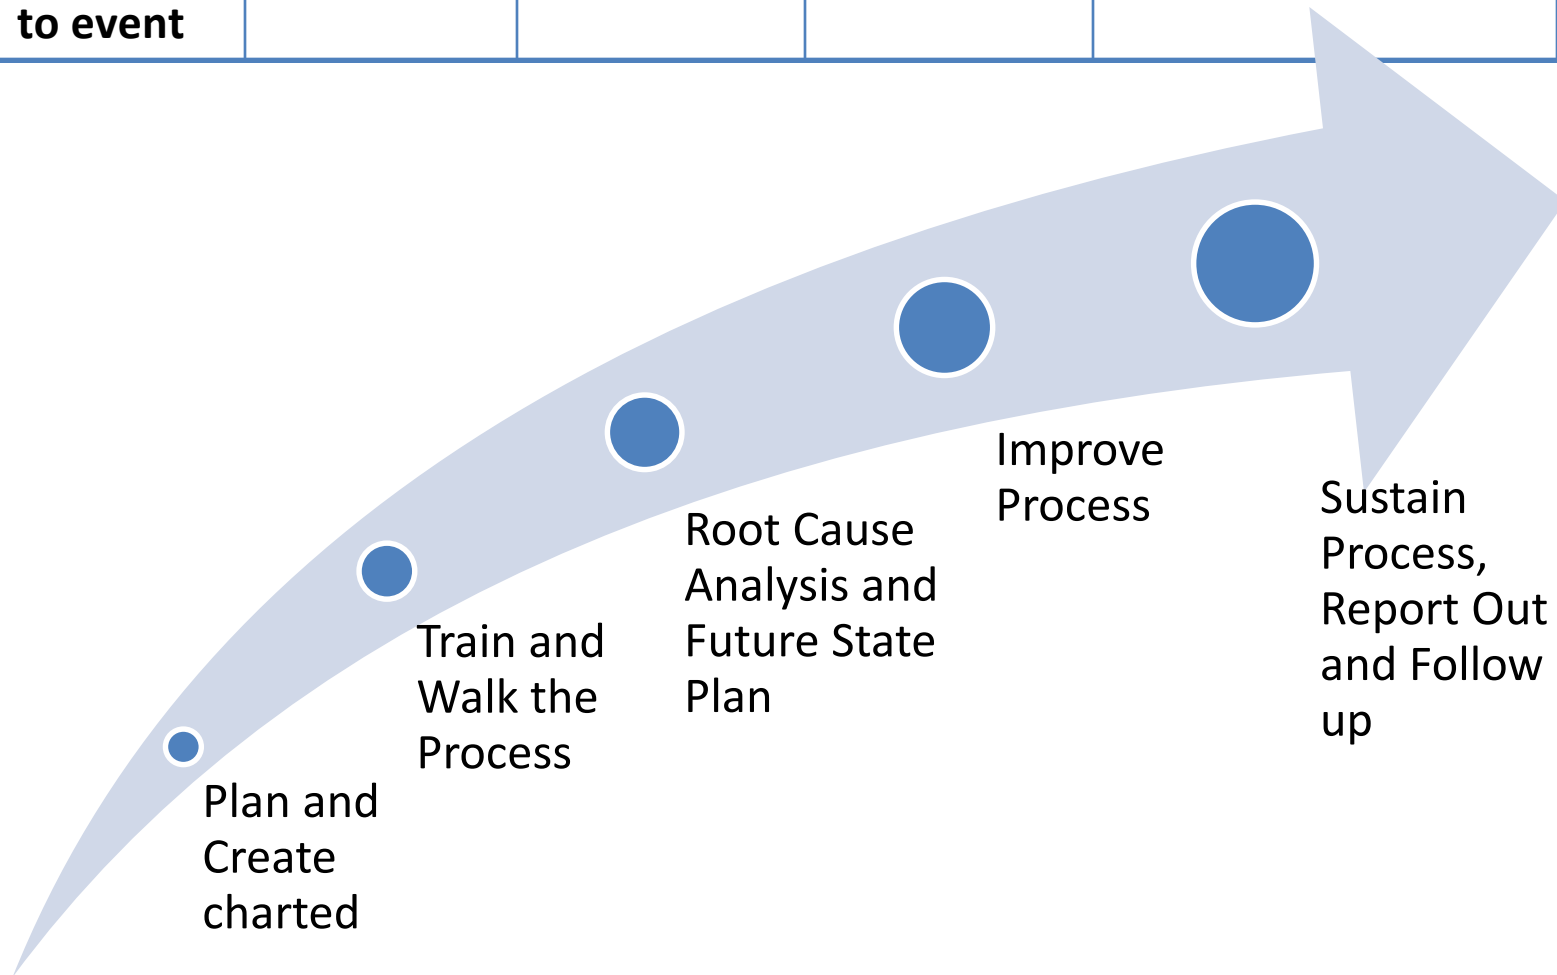 to event
Plan and
Create
charted
Train and
Walk the
Process
Root Cause
Analysis and
Future State
Plan
Improve
Process
Sustain
Process,
Report Out
and Follow
up